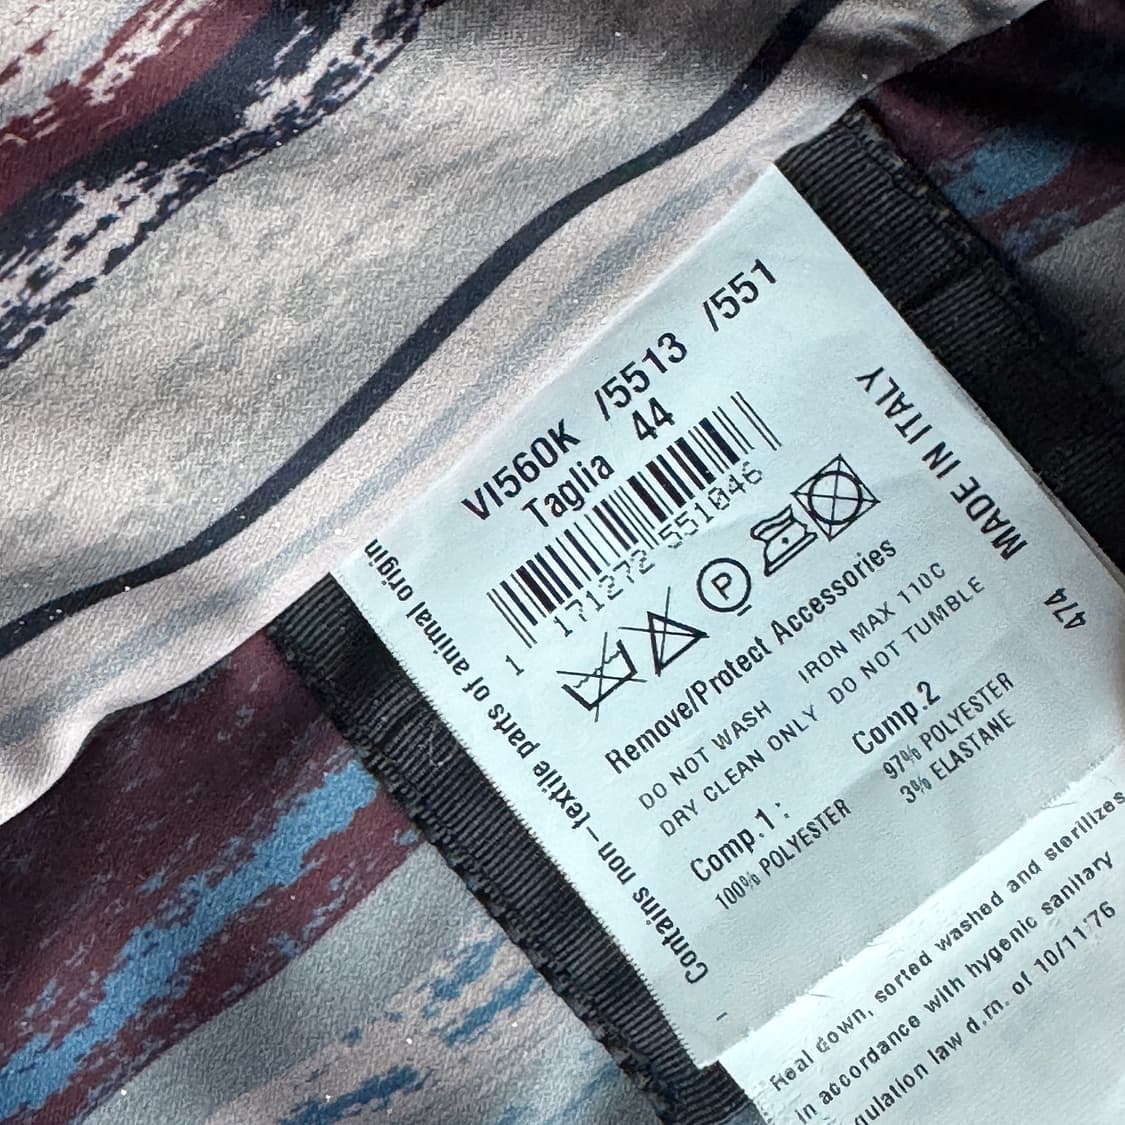 VI560K /5513 /551
Taglia 44
1 171272 551046
P
Remove/Protect Accessories
DO NOT WASH IRON MAX 110C
DRY CLEAN ONLY DO NOT TUMBLE
Comp.1: Comp.2
100% POLYESTER 97% POLYESTER
3% ELASTANE
MADE IN ITALY
474
Contains non-textile parts of animal origin
Real down, sorted washed and sterilizes
in accordance with hygenic sanitary
gulation law d.m. of 10/11'76